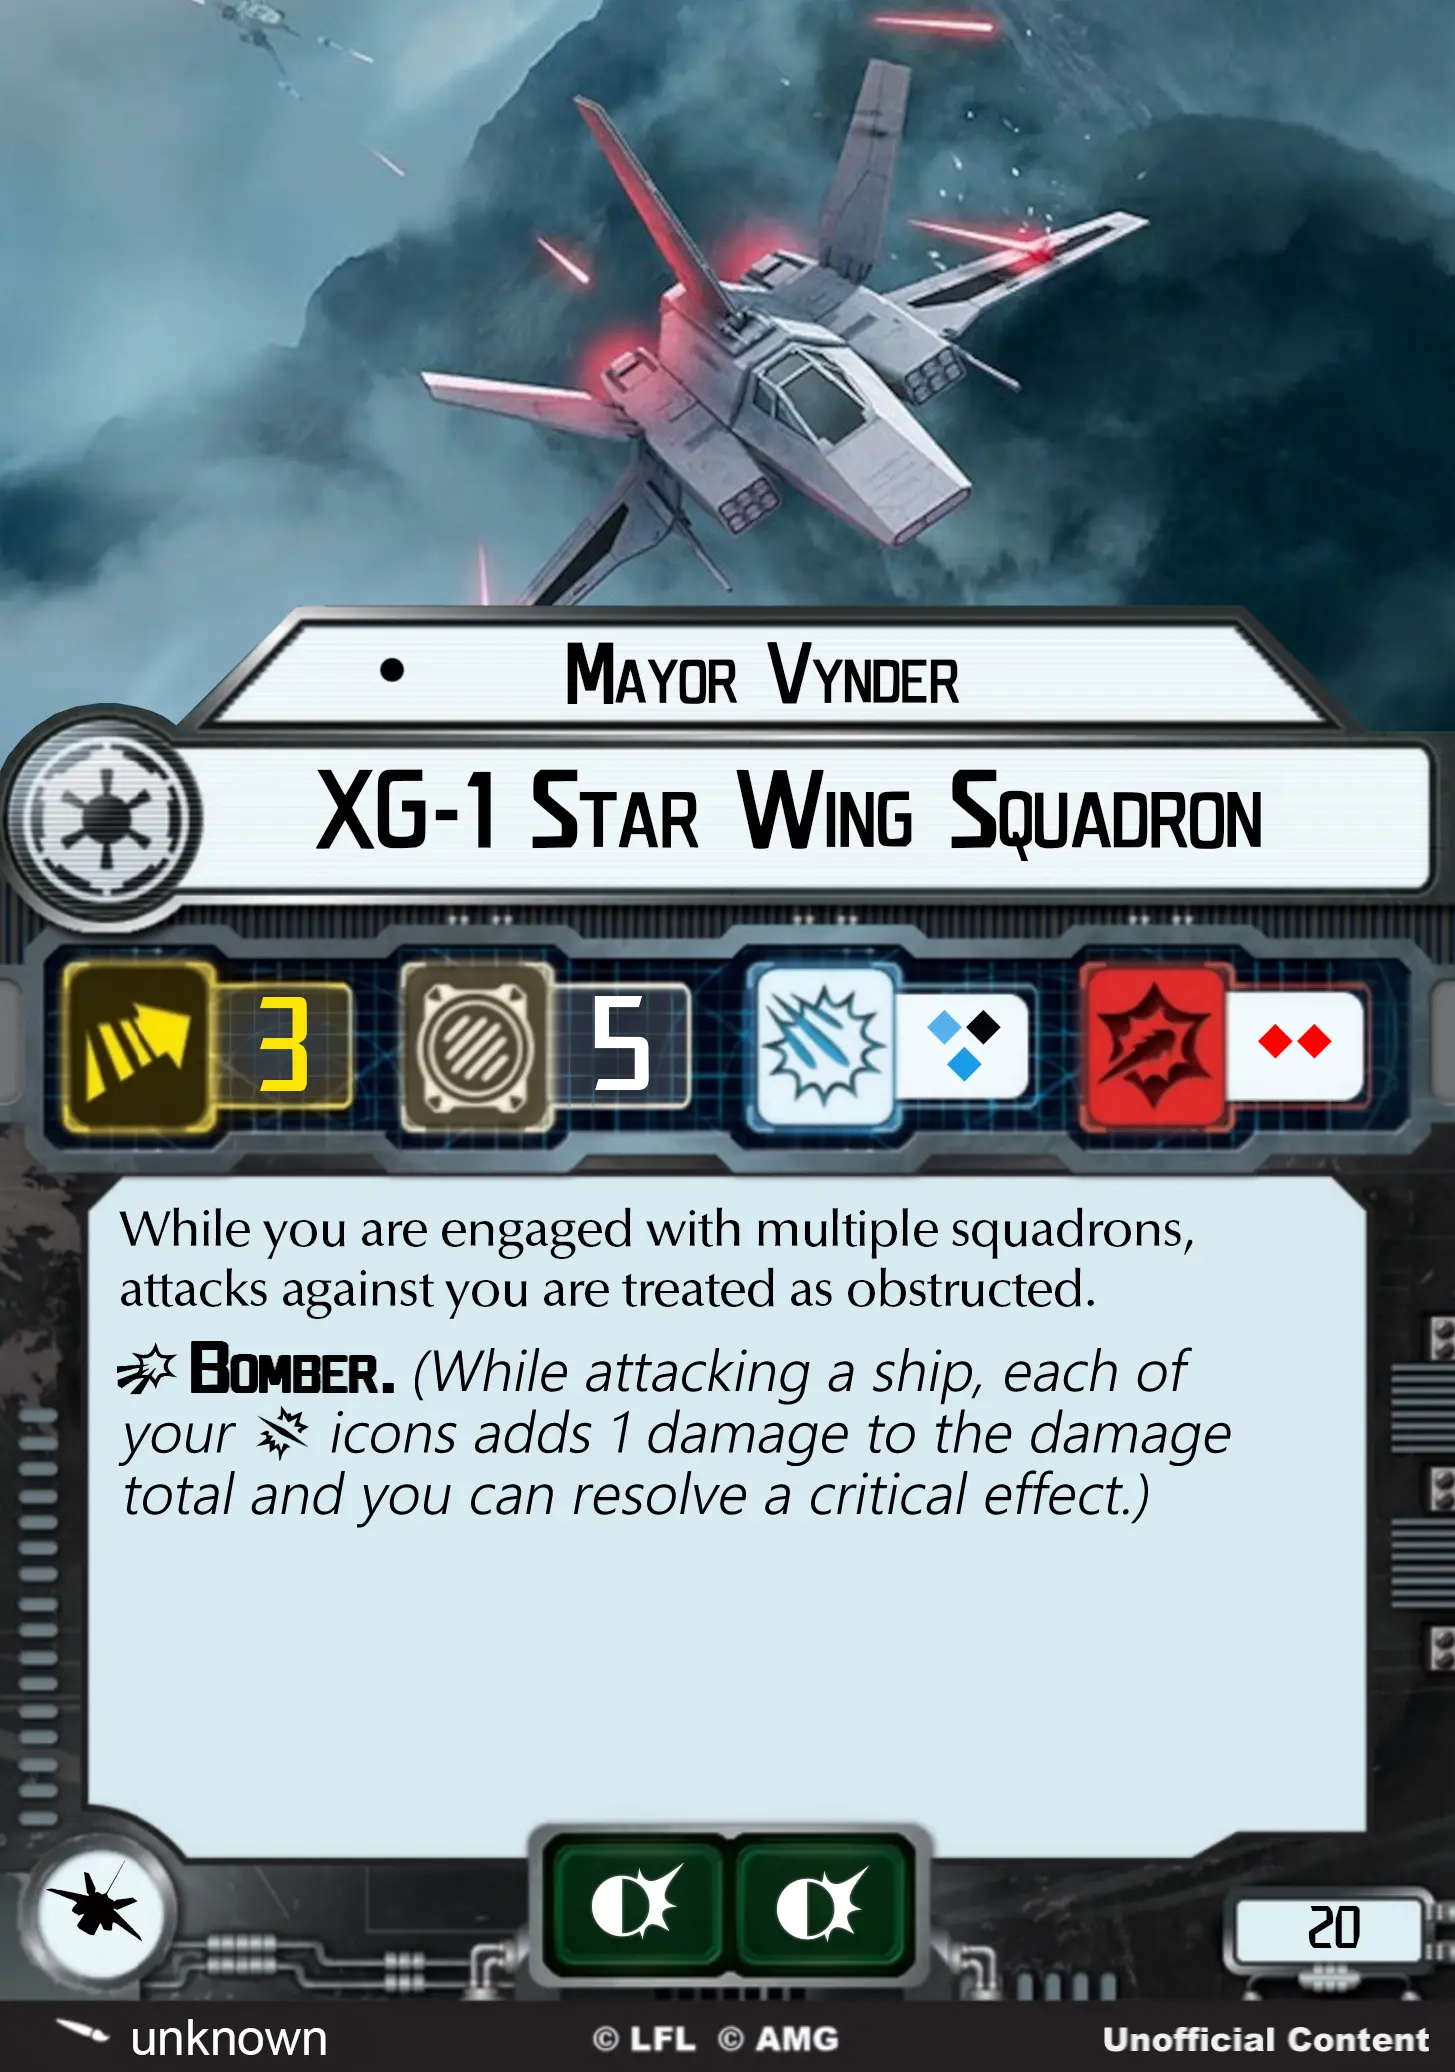 • Mayor Vynder
XG-1 Star Wing Squadron
3 5
While you are engaged with multiple squadrons,
attacks against you are treated as obstructed.
Bomber. (While attacking a ship, each of
your icons adds 1 damage to the damage
total and you can resolve a critical effect.)
20
unknown © LFL © AMG Unofficial Content